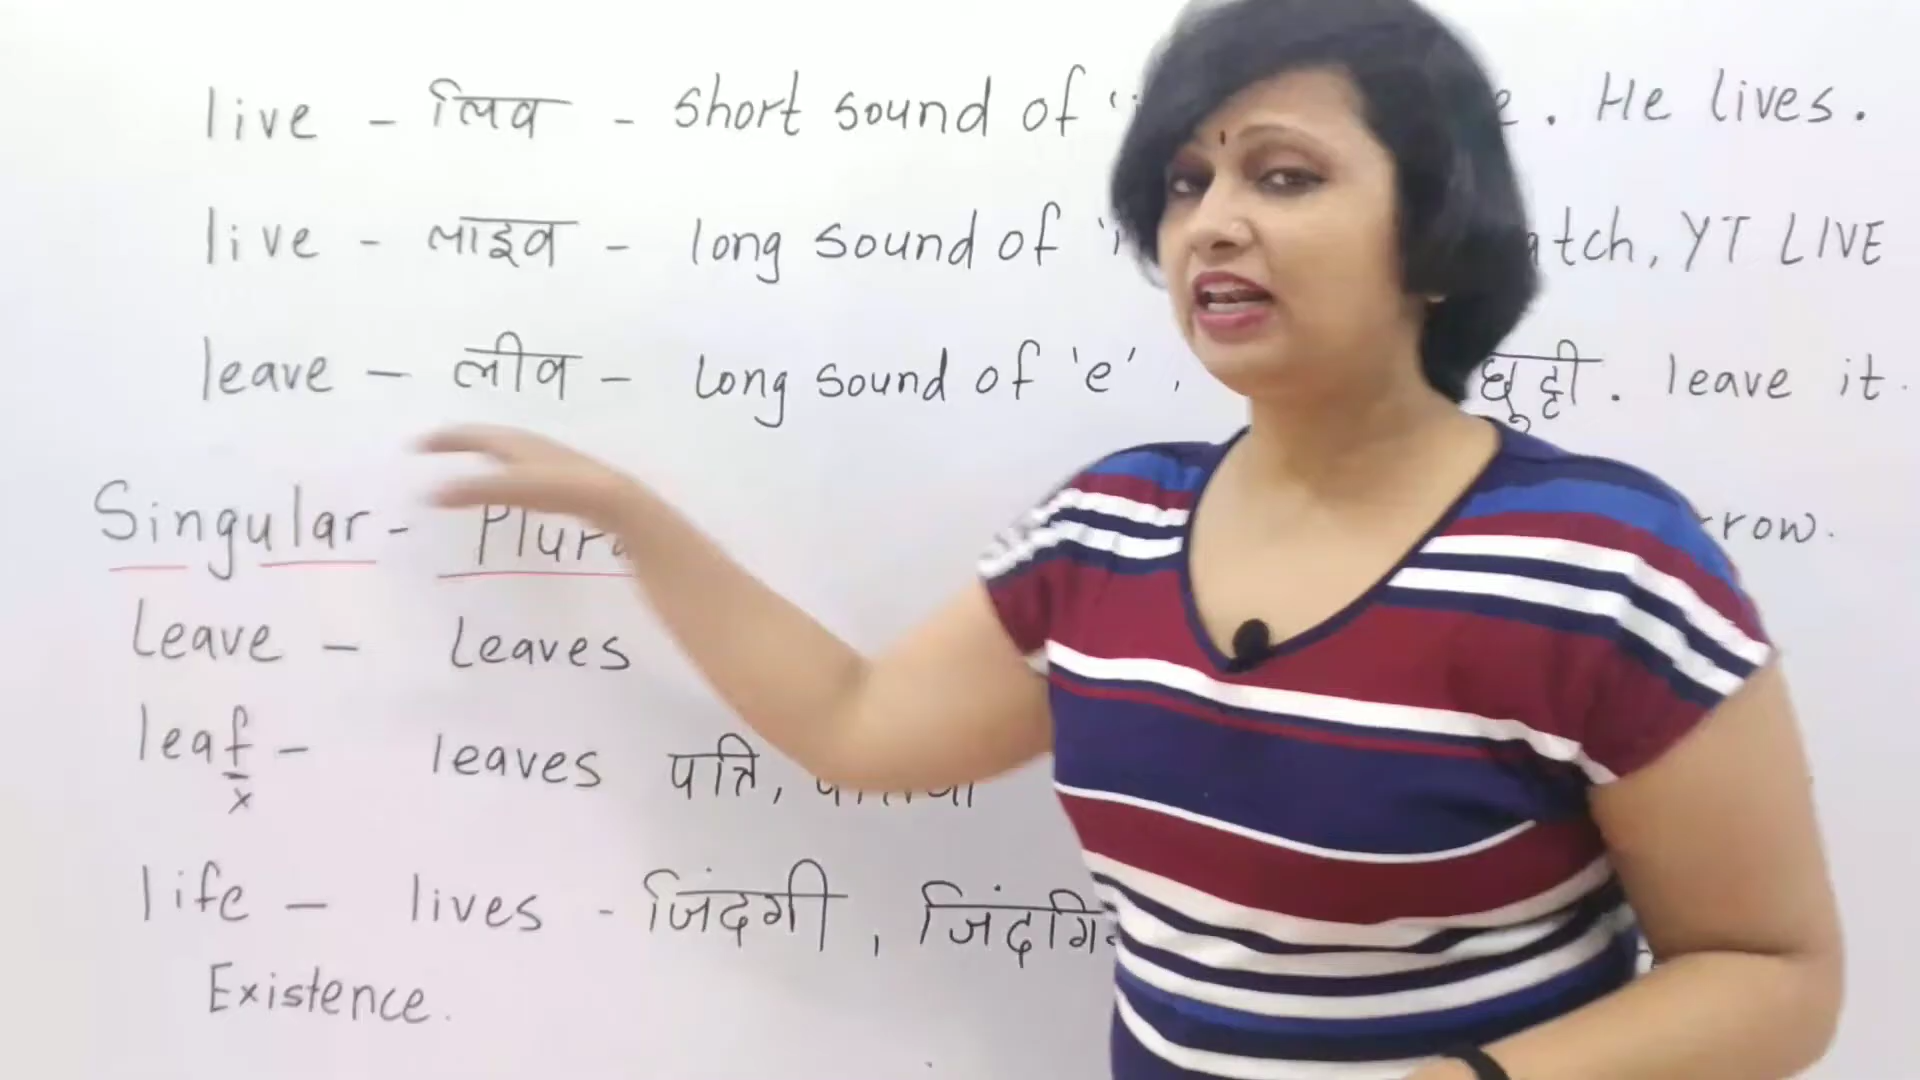 live - लिव - short sound of 'i . He lives.
live - लाइव - long sound of 'i atch, YT LIVE
leave - लीव - long sound of 'e', छुट्टी. leave it.
Singular - Plura rrow.
Leave - Leaves
leaf - leaves पत्ति,
x
life - lives - जिंदगी, जिंदगि
Existence.